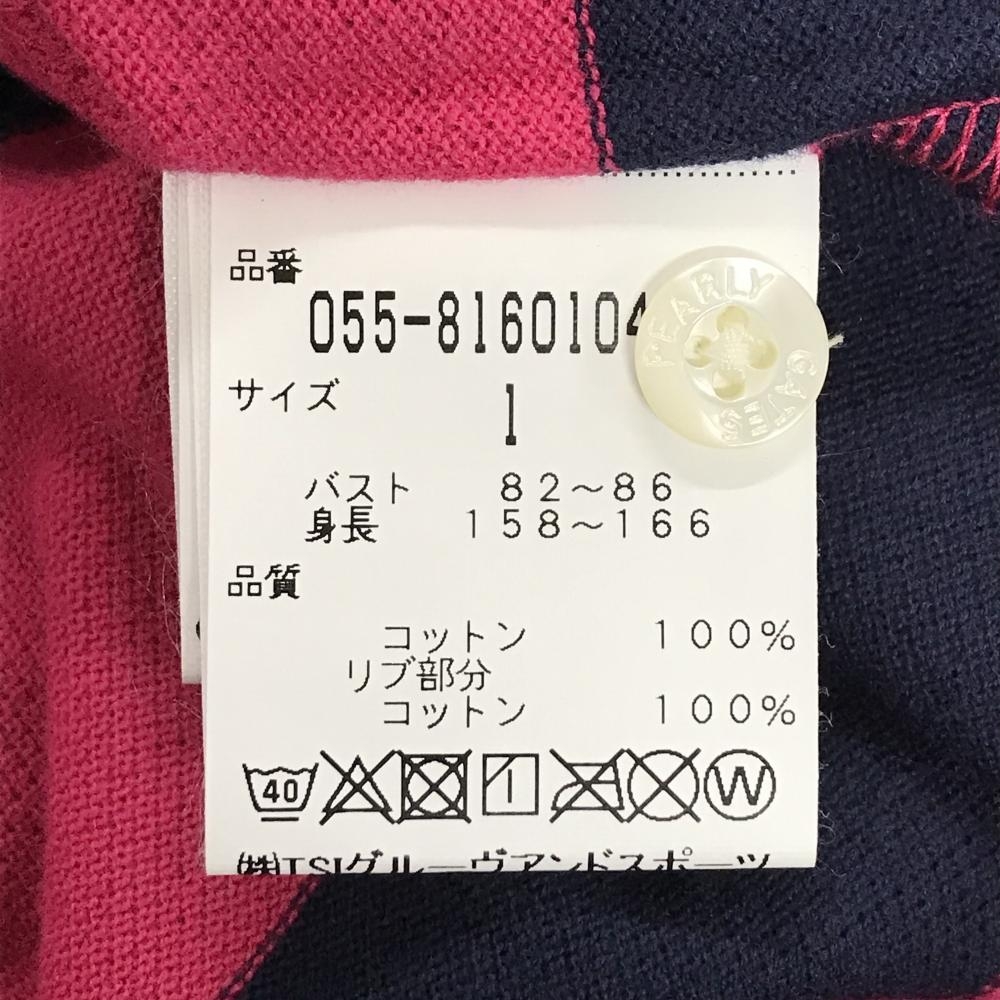 品番
055-8160104
PEARLY
GATES
サイズ
1
バスト 82～86
身長 158～166
品質
コットン 100%
リブ部分
コットン 100%
40
W
㈱TSIグルーヴアンドスポーツ